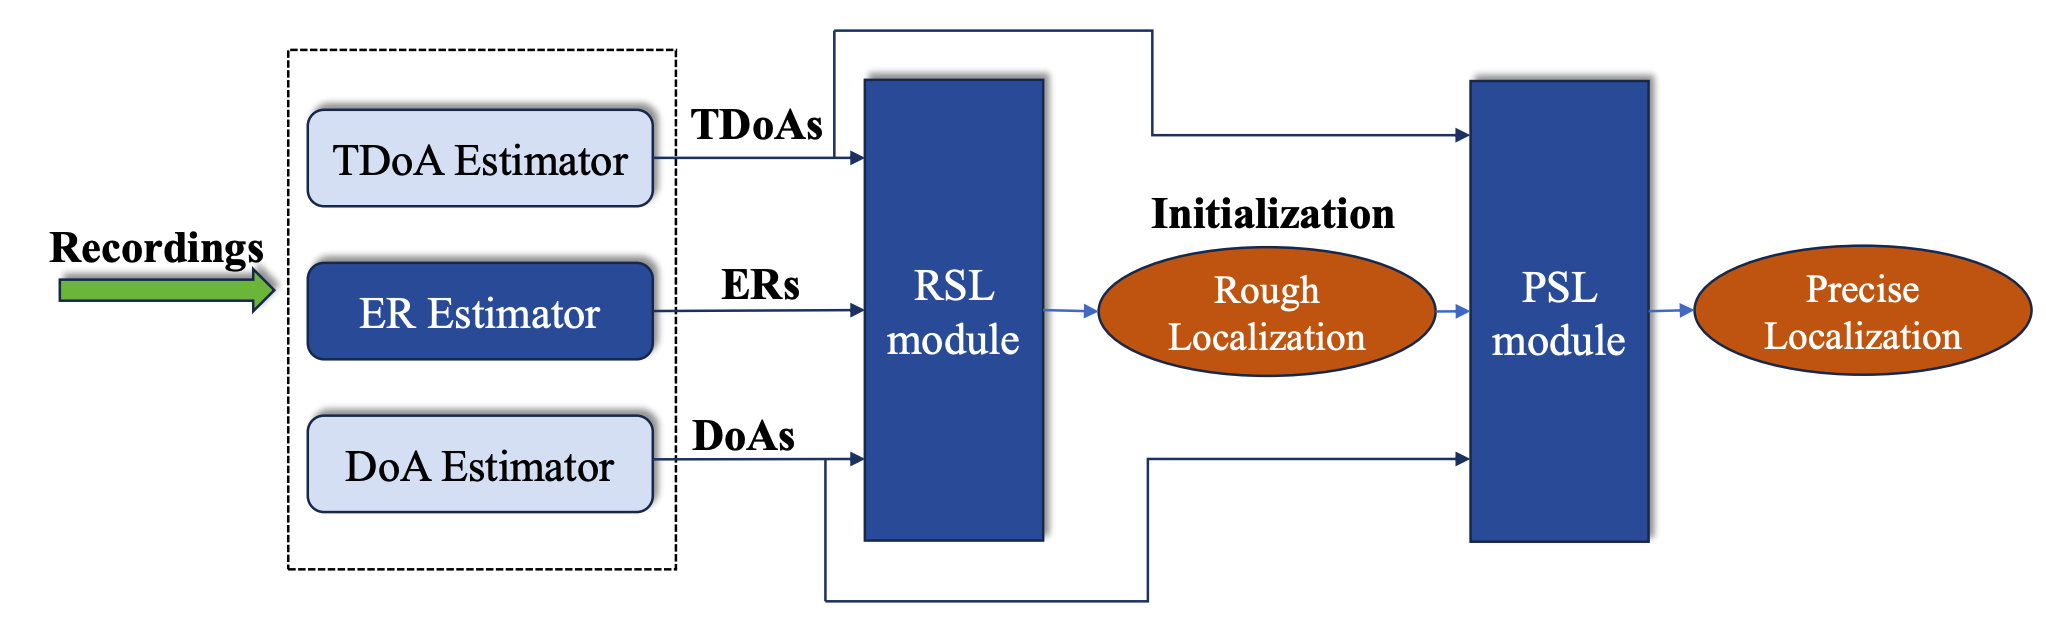 Recordings
TDoA Estimator
ER Estimator
DoA Estimator
TDoAs
ERs
DoAs
RSL
module
Initialization
Rough
Localization
PSL
module
Precise
Localization